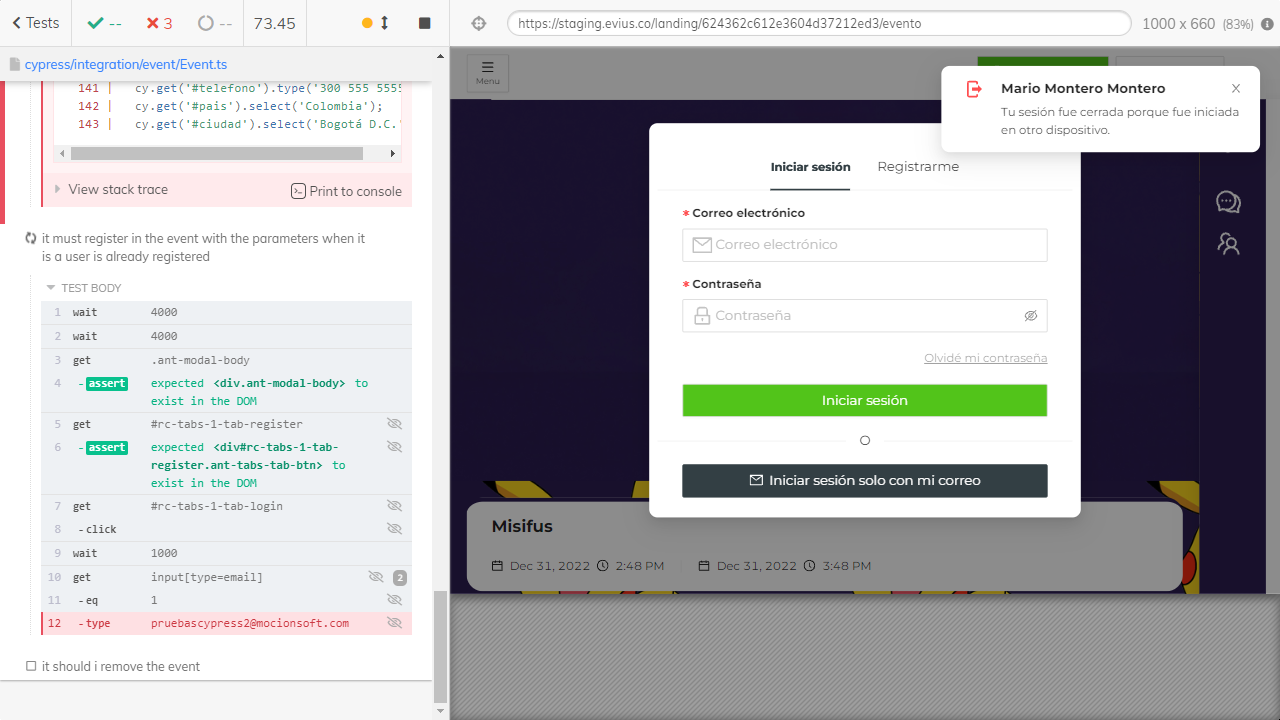 Tests
--
3
--
73.45
https://staging.evius.co/landing/624362c612e3604d37212ed3/evento
1000 x 660 (83%)
cypress/integration/event/Event.ts
141 | cy.get('#telefono').type('300 555 5555
142 | cy.get('#pais').select('Colombia');
143 | cy.get('#ciudad').select('Bogotá D.C.'
View stack trace
Print to console
it must register in the event with the parameters when it
is a user is already registered
TEST BODY
1 wait 4000
2 wait 4000
3 get .ant-modal-body
4 -assert expected <div.ant-modal-body> to
exist in the DOM
5 get #rc-tabs-1-tab-register
6 -assert expected <div#rc-tabs-1-tab-
register.ant-tabs-tab-btn> to
exist in the DOM
7 get #rc-tabs-1-tab-login
8 -click
9 wait 1000
10 get input[type=email] 2
11 -eq 1
12 -type pruebascypress2@mocionsoft.com
it should i remove the event
Menu
Mario Montero Montero
Tu sesión fue cerrada porque fue iniciada
en otro dispositivo.
Iniciar sesión Registrarme
* Correo electrónico
Correo electrónico
* Contraseña
Contraseña
Olvidé mi contraseña
Iniciar sesión
O
Iniciar sesión solo con mi correo
Misifus
Dec 31, 2022 2:48 PM Dec 31, 2022 3:48 PM